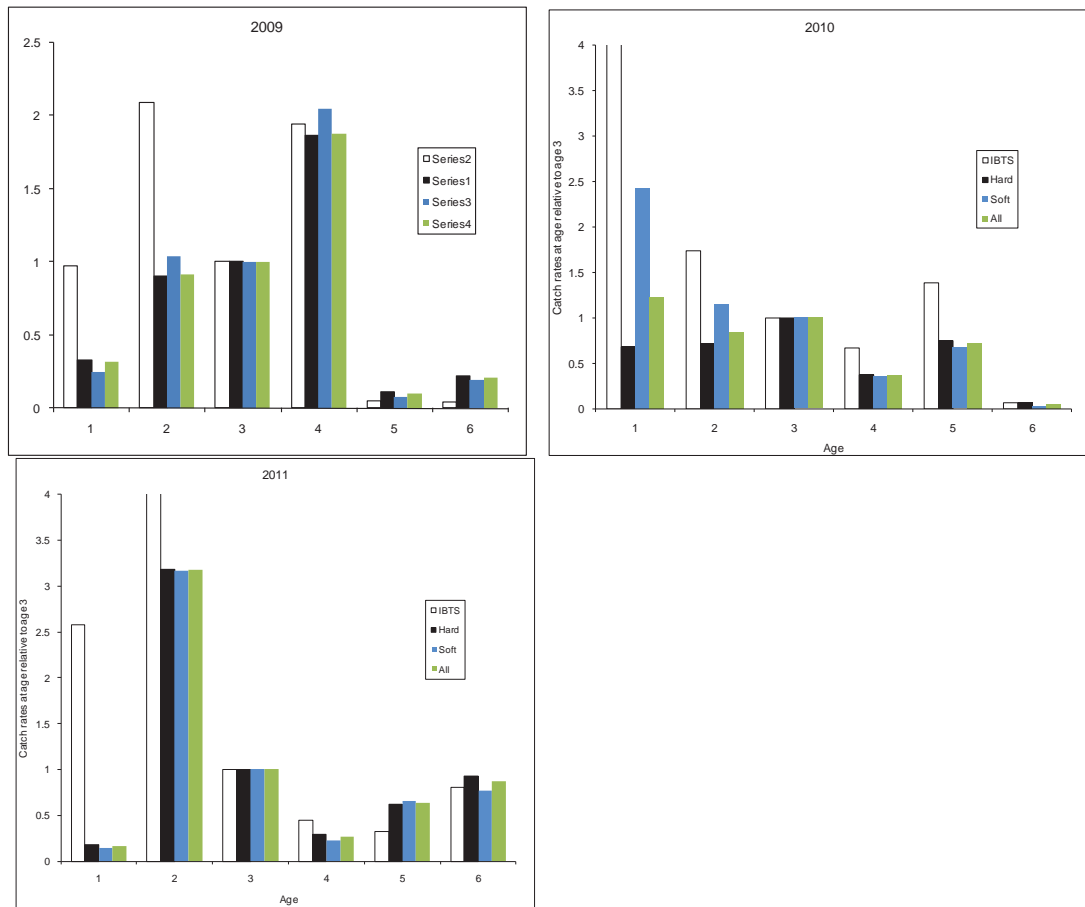 2009
2.5
2
1.5
1
0.5
0
Series2
Series1
Series3
Series4
1 2 3 4 5 6
2010
Catch rates at age relative to age 3
4
3.5
3
2.5
2
1.5
1
0.5
0
IBTS
Hard
Soft
All
1 2 3 4 5 6
Age
2011
Catch rates at age relative to age 3
4
3.5
3
2.5
2
1.5
1
0.5
0
IBTS
Hard
Soft
All
1 2 3 4 5 6
Age